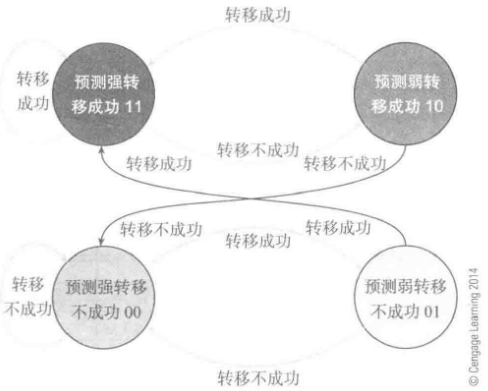 转移成功
转移
成功
预测强转
移成功 11
预测弱转
移成功 10
转移不成功
转移成功
转移不成功
转移不成功
转移成功
转移成功
转移
不成功
预测强转移
不成功 00
预测弱转移
不成功 01
转移不成功
© Cengage Learning 2014